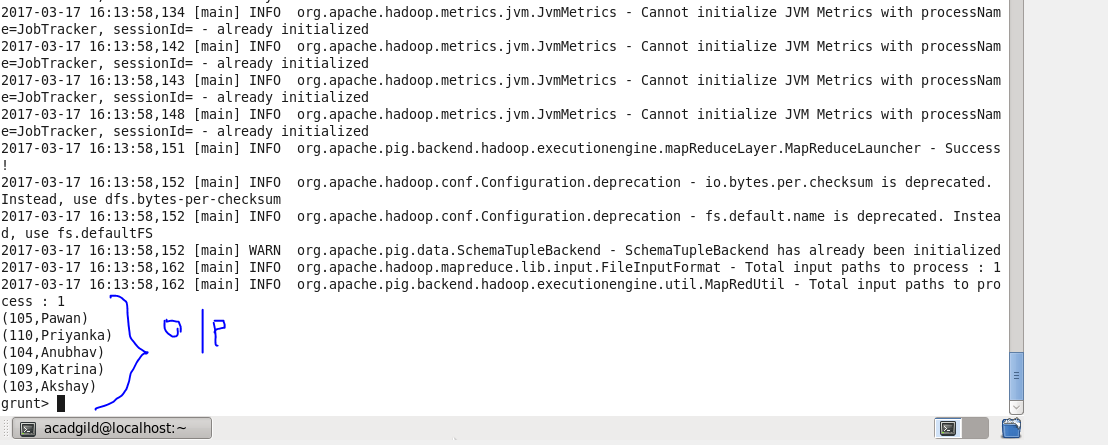 2017-03-17 16:13:58,134 [main] INFO  org.apache.hadoop.metrics.jvm.JvmMetrics - Cannot initialize JVM Metrics with processNam
e=JobTracker, sessionId= - already initialized
2017-03-17 16:13:58,142 [main] INFO  org.apache.hadoop.metrics.jvm.JvmMetrics - Cannot initialize JVM Metrics with processNam
e=JobTracker, sessionId= - already initialized
2017-03-17 16:13:58,143 [main] INFO  org.apache.hadoop.metrics.jvm.JvmMetrics - Cannot initialize JVM Metrics with processNam
e=JobTracker, sessionId= - already initialized
2017-03-17 16:13:58,148 [main] INFO  org.apache.hadoop.metrics.jvm.JvmMetrics - Cannot initialize JVM Metrics with processNam
e=JobTracker, sessionId= - already initialized
2017-03-17 16:13:58,151 [main] INFO  org.apache.pig.backend.hadoop.executionengine.mapReduceLayer.MapReduceLauncher - Success
!
2017-03-17 16:13:58,152 [main] INFO  org.apache.hadoop.conf.Configuration.deprecation - io.bytes.per.checksum is deprecated.
Instead, use dfs.bytes-per-checksum
2017-03-17 16:13:58,152 [main] INFO  org.apache.hadoop.conf.Configuration.deprecation - fs.default.name is deprecated. Instea
d, use fs.defaultFS
2017-03-17 16:13:58,152 [main] WARN  org.apache.pig.data.SchemaTupleBackend - SchemaTupleBackend has already been initialized
2017-03-17 16:13:58,162 [main] INFO  org.apache.hadoop.mapreduce.lib.input.FileInputFormat - Total input paths to process : 1
2017-03-17 16:13:58,162 [main] INFO  org.apache.pig.backend.hadoop.executionengine.util.MapRedUtil - Total input paths to pro
cess : 1
(105,Pawan)
(110,Priyanka)
(104,Anubhav)
(109,Katrina)
(103,Akshay)
O|P
grunt>
acadgild@localhost:~